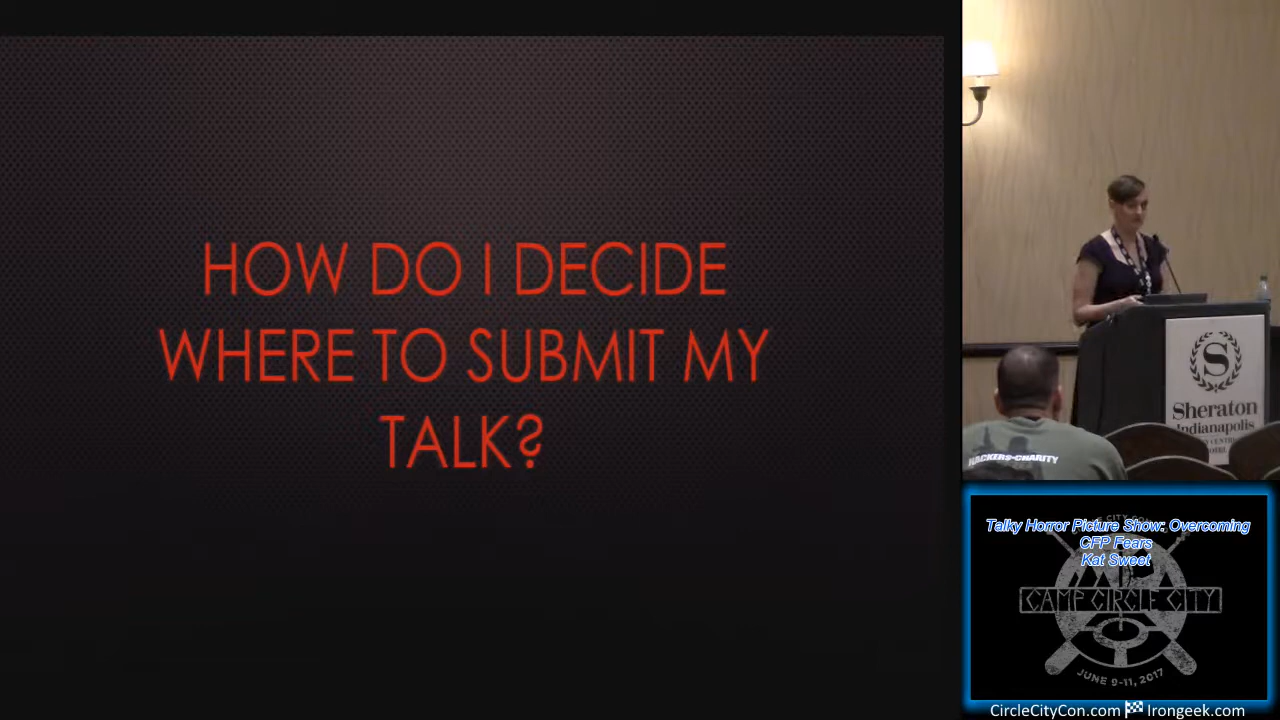 HOW DO I DECIDE
WHERE TO SUBMIT MY
TALK?
S
Sheraton
Indianapolis
HACKERS-CHARITY
Talky Horror Picture Show: Overcoming
CFP Fears
Kat Sweet
CAMP CIRCLE CITY
JUNE 9-11, 2017
CircleCityCon.com Irongeek.com